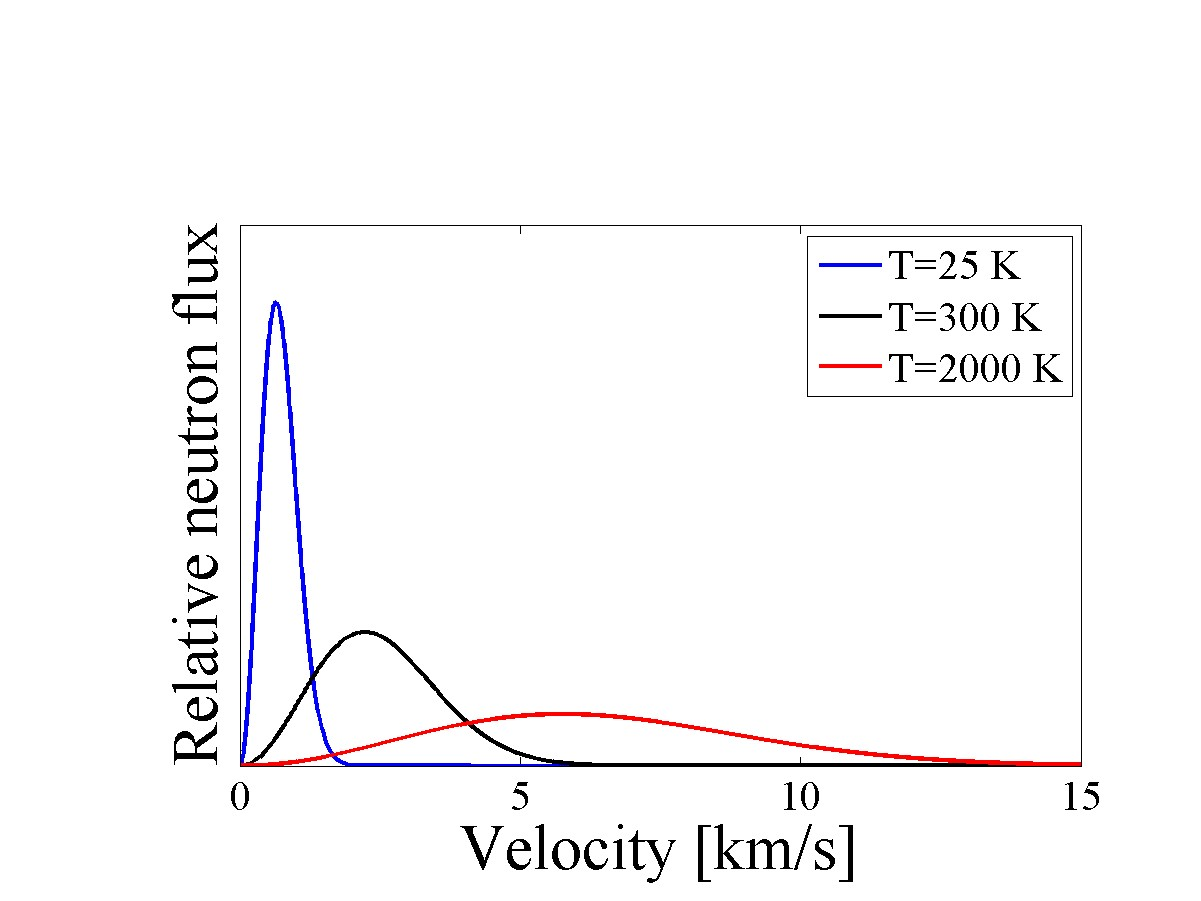 Relative neutron flux
T=25 K
T=300 K
T=2000 K
0 5 10 15
Velocity [km/s]